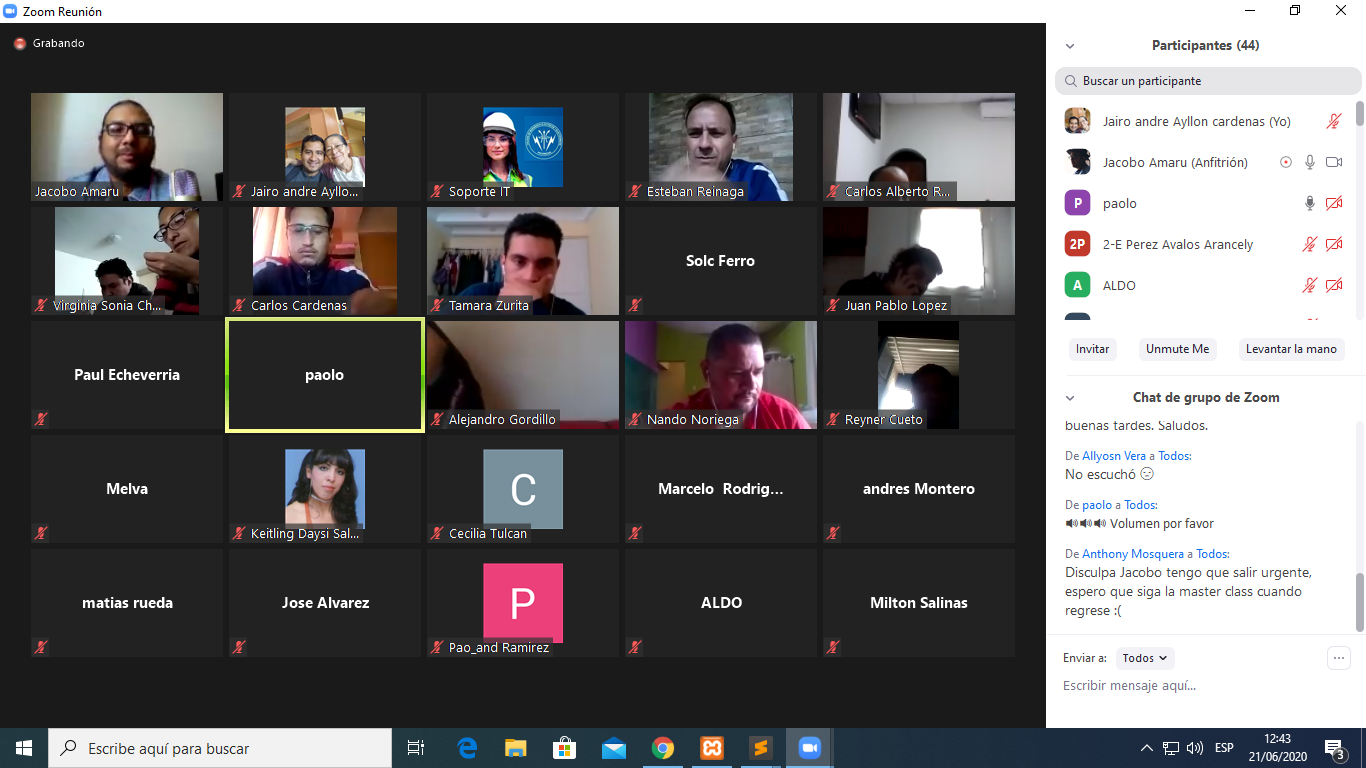 Zoom Reunión
Grabando
Jacobo Amaru
Jairo andre Ayllo...
Soporte IT
Esteban Reinaga
Carlos Alberto R...
Virginia Sonia Ch...
Carlos Cardenas
Tamara Zurita
Solc Ferro
Juan Pablo Lopez
Paul Echeverria
paolo
Alejandro Gordillo
Nando Noriega
Reyner Cueto
Melva
Keitling Daysi Sal...
C
Cecilia Tulcan
Marcelo Rodrig...
andres Montero
matias rueda
Jose Alvarez
P
Pao_and Ramirez
ALDO
Milton Salinas
Participantes (44)
Buscar un participante
Jairo andre Ayllon cardenas (Yo)
Jacobo Amaru (Anfitrión)
P paolo
2P 2-E Perez Avalos Arancely
A ALDO
Invitar Unmute Me Levantar la mano
Chat de grupo de Zoom
buenas tardes. Saludos.
De Allyosn Vera a Todos:
No escuchó
De paolo a Todos:
Volumen por favor
De Anthony Mosquera a Todos:
Disculpa Jacobo tengo que salir urgente,
espero que siga la master class cuando
regrese :(
Enviar a: Todos
Escribir mensaje aquí...
Escribe aquí para buscar
ESP
12:43
21/06/2020
3